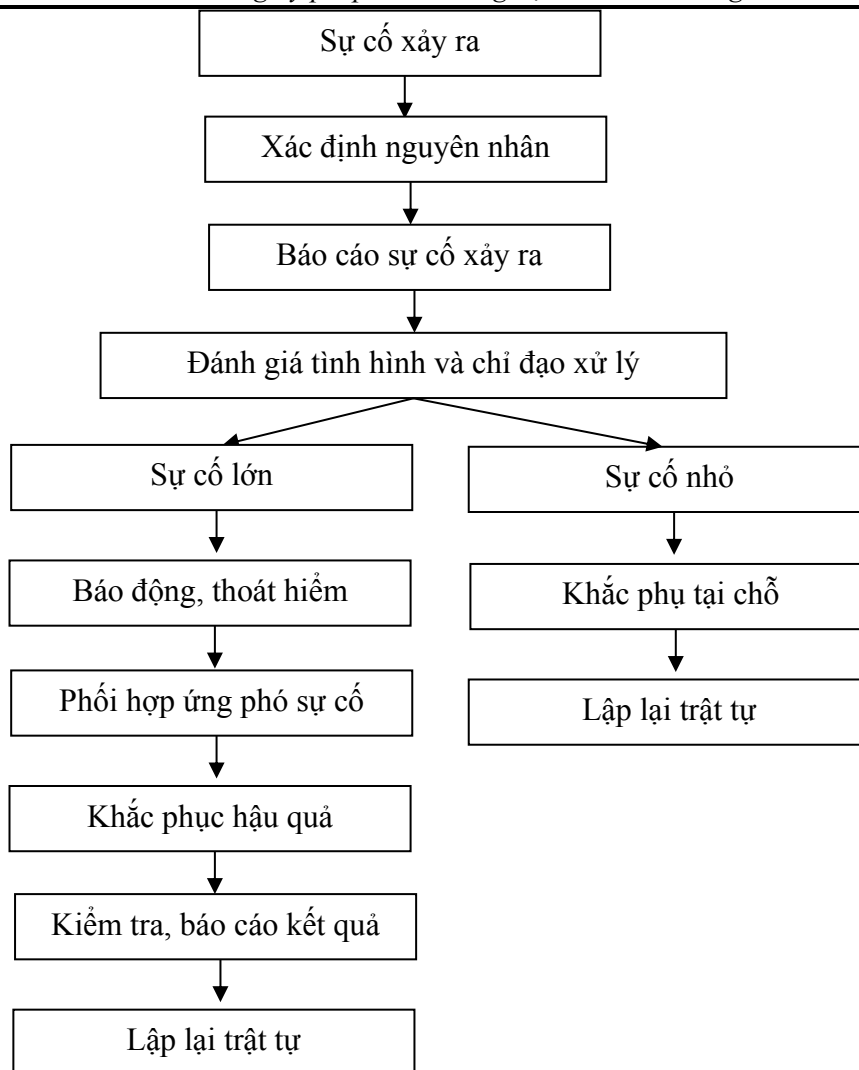 Sự cố xảy ra
Xác định nguyên nhân
Báo cáo sự cố xảy ra
Đánh giá tình hình và chỉ đạo xử lý
Sự cố lớn
Sự cố nhỏ
Báo động, thoát hiểm
Khắc phụ tại chỗ
Phối hợp ứng phó sự cố
Lập lại trật tự
Khắc phục hậu quả
Kiểm tra, báo cáo kết quả
Lập lại trật tự